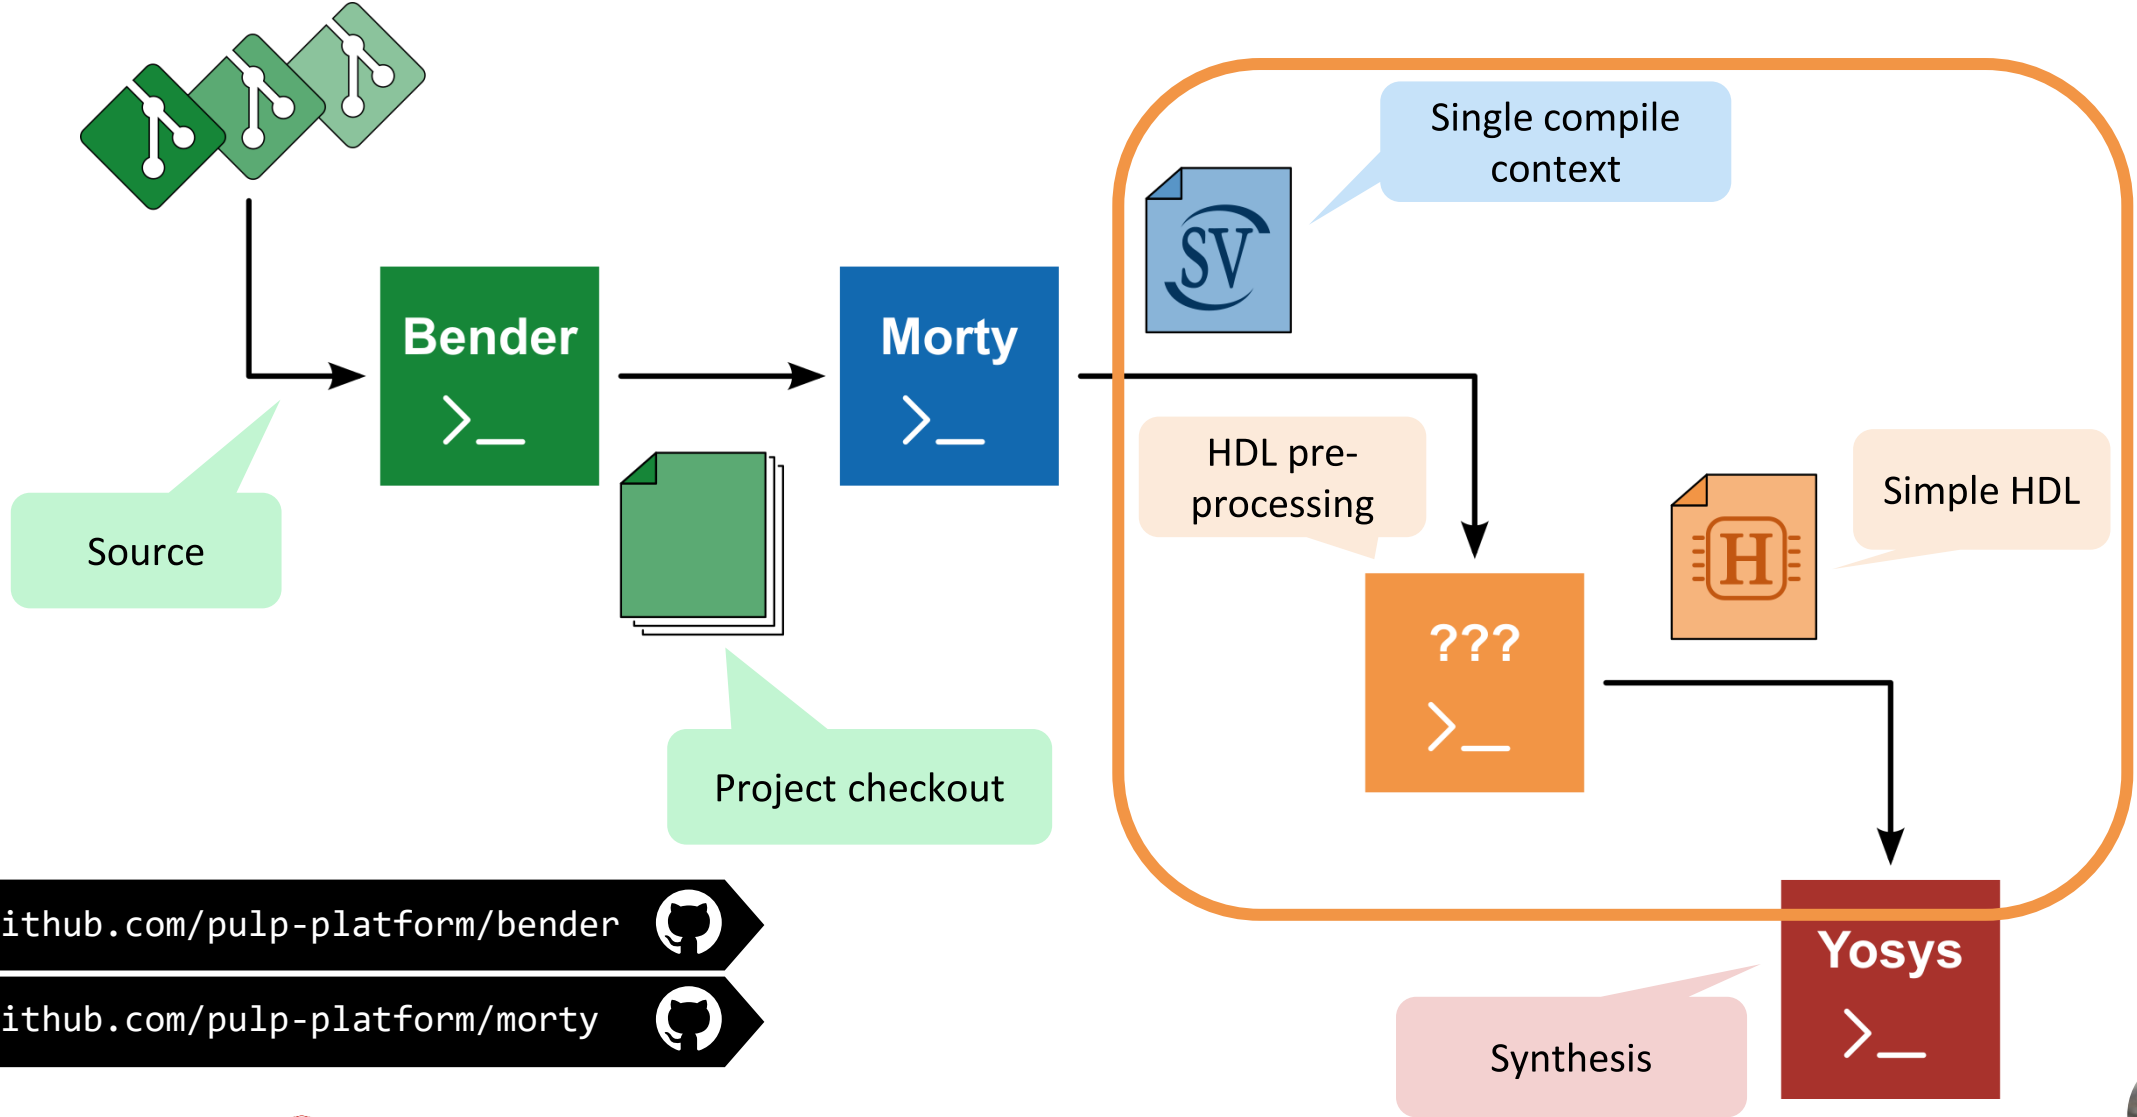 Single compile
context
SV
Bender
Morty
HDL pre-
processing
Simple HDL
H
Source
???
Project checkout
ithub.com/pulp-platform/bender
Yosys
ithub.com/pulp-platform/morty
Synthesis